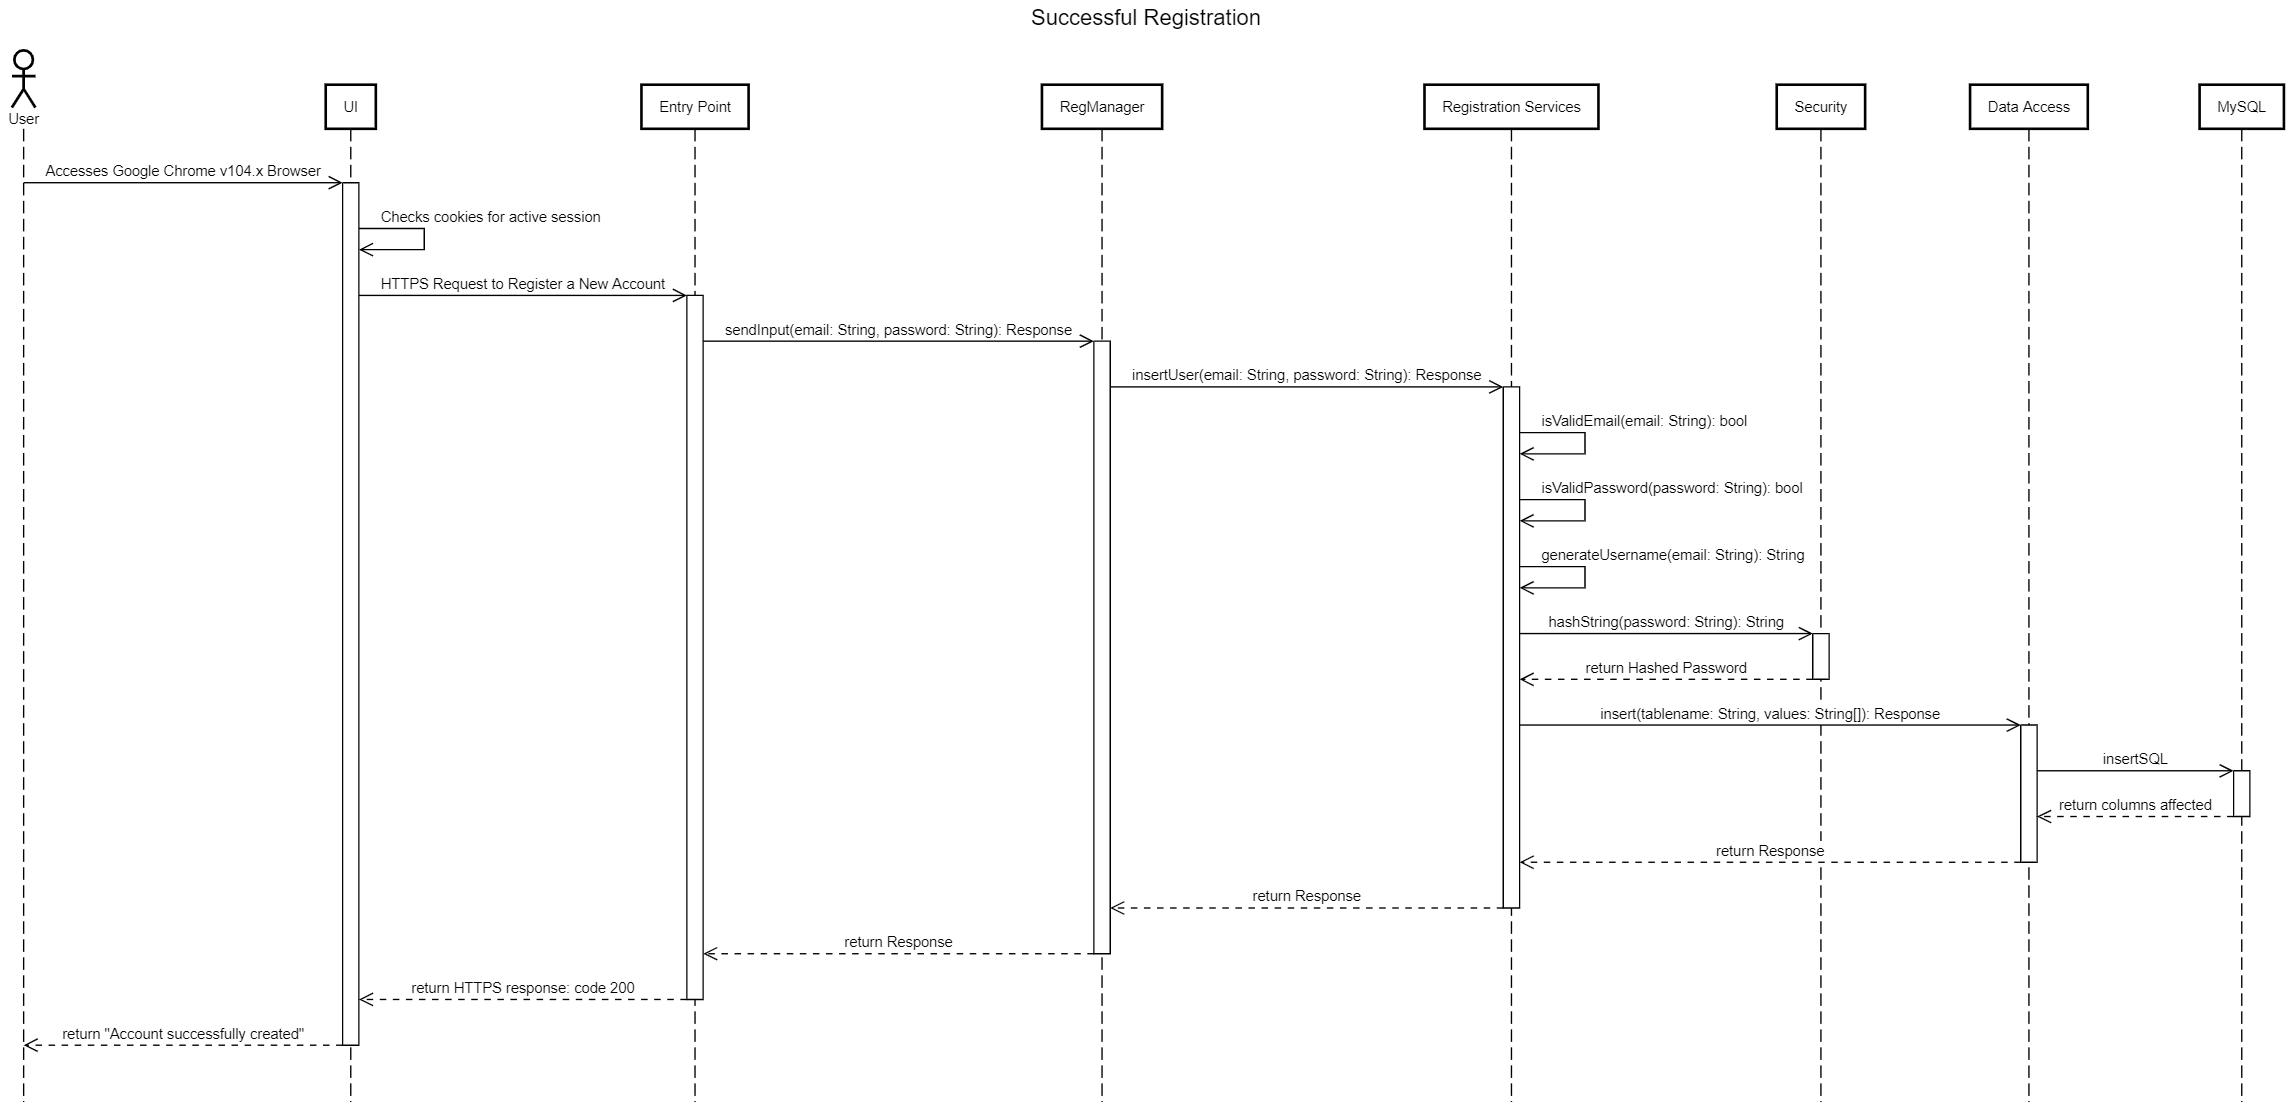 Successful Registration
User
UI
Entry Point
RegManager
Registration Services
Security
Data Access
MySQL
Accesses Google Chrome v104.x Browser
Checks cookies for active session
HTTPS Request to Register a New Account
sendInput(email: String, password: String): Response
insertUser(email: String, password: String): Response
isValidEmail(email: String): bool
isValidPassword(password: String): bool
generateUsername(email: String): String
hashString(password: String): String
return Hashed Password
insert(tablename: String, values: String[]): Response
insertSQL
return columns affected
return Response
return Response
return Response
return HTTPS response: code 200
return "Account successfully created"